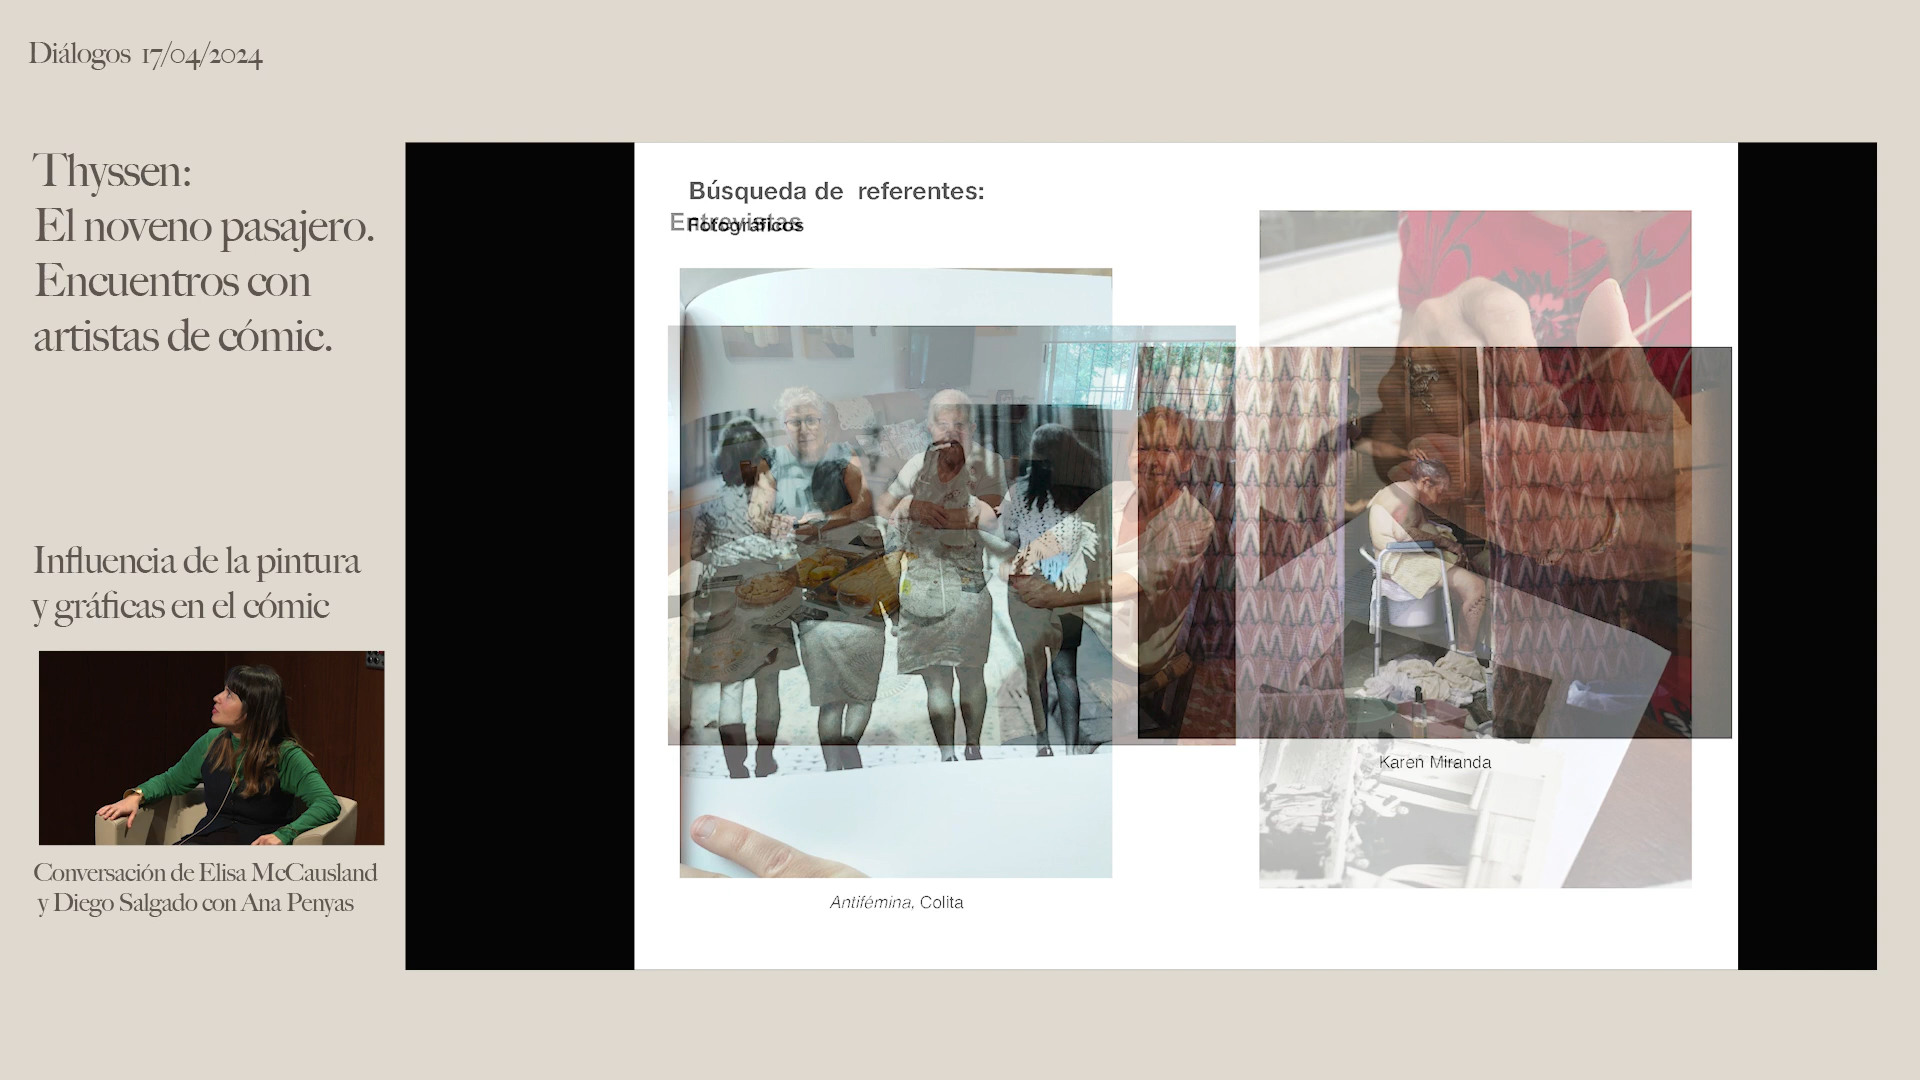 Diálogos 17/04/2024
Thyssen:
El noveno pasajero.
Encuentros con
artistas de cómic.
Influencia de la pintura
y gráficas en el cómic
Conversación de Elisa McCausland
y Diego Salgado con Ana Penyas
Búsqueda de referentes:
Entrevistas
Fotográficos
Antifémina, Colita
Karen Miranda